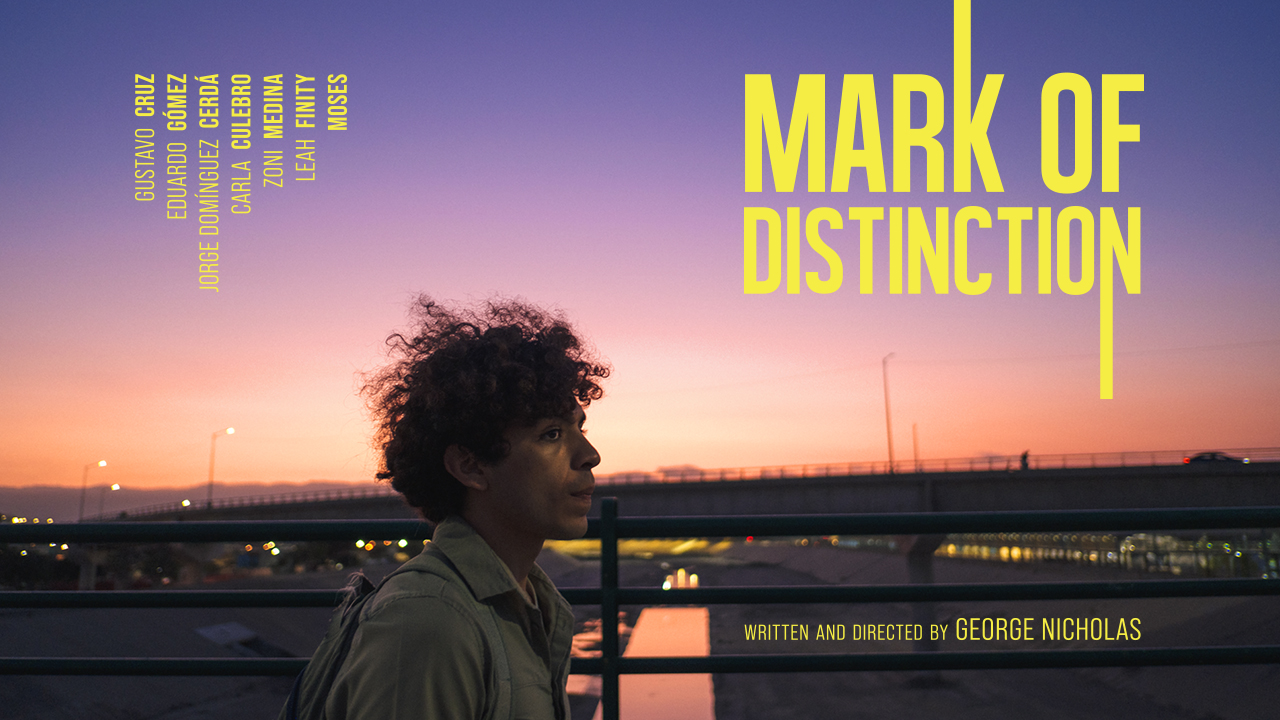 GUSTAVO CRUZ
EDUARDO GÓMEZ
JORGE DOMÍNGUEZ CERDÁ
CARLA CULEBRO
ZONI MEDINA
LEAH FINITY
MOSES
MARK OF
DISTINCTION
WRITTEN AND DIRECTED BY GEORGE NICHOLAS